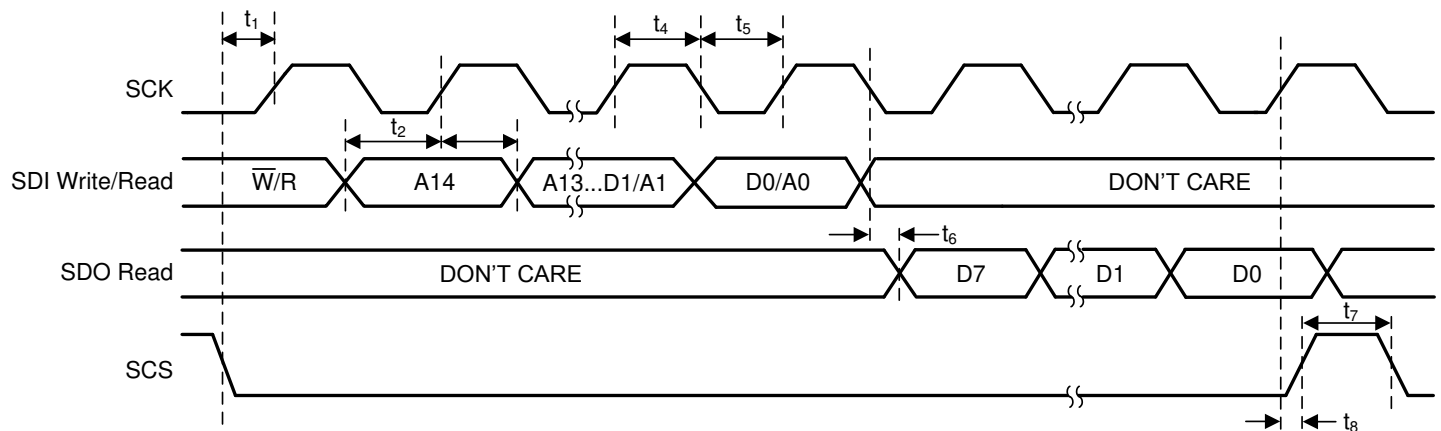 t₁ t₄ t₅
SCK
t₂
SDI Write/Read W̅/R A14 A13...D1/A1 D0/A0 DON'T CARE
t₆
SDO Read DON'T CARE D7 D1 D0
t₇
SCS
t₈